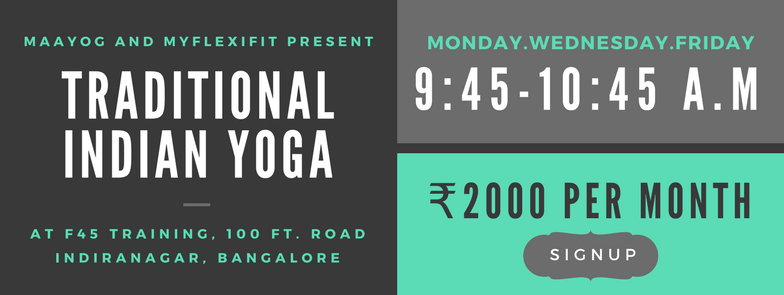 MAAYOG AND MYFLEXIFIT PRESENT
TRADITIONAL
INDIAN YOGA
AT F45 TRAINING, 100 FT. ROAD
INDIRANAGAR, BANGALORE
MONDAY.WEDNESDAY.FRIDAY
9:45-10:45 A.M
₹2000 PER MONTH
SIGNUP